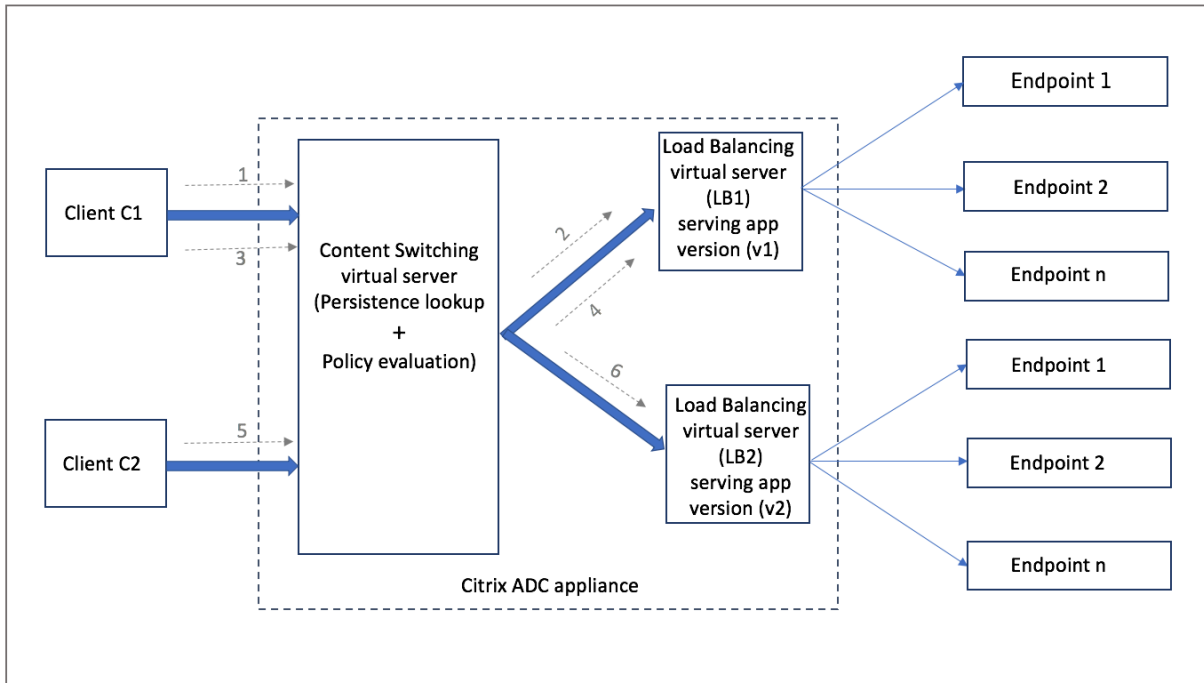 Client C1
Client C2
1
3
5
Content Switching
virtual server
(Persistence lookup
+
Policy evaluation)
2
4
6
Load Balancing
virtual server
(LB1)
serving app
version (v1)
Load Balancing
virtual server
(LB2)
serving app
version (v2)
Citrix ADC appliance
Endpoint 1
Endpoint 2
Endpoint n
Endpoint 1
Endpoint 2
Endpoint n